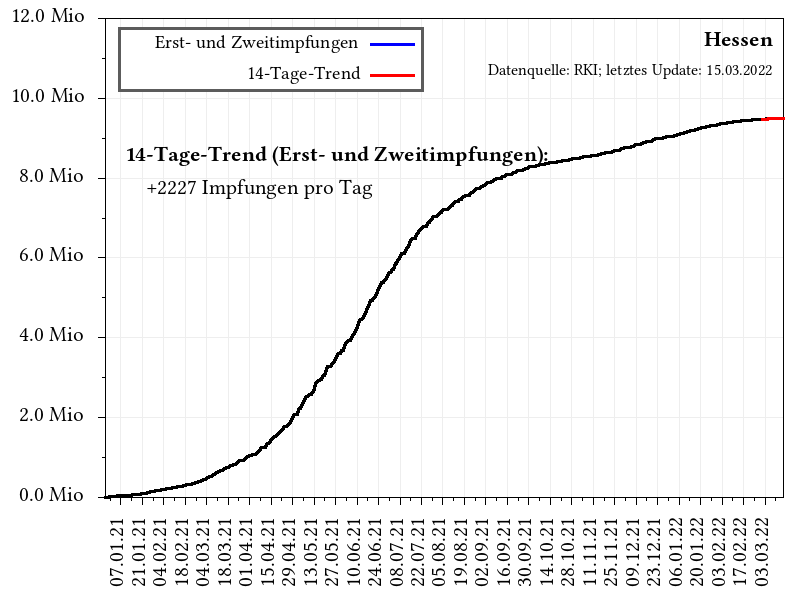 12.0 Mio
10.0 Mio
8.0 Mio
6.0 Mio
4.0 Mio
2.0 Mio
0.0 Mio
Erst- und Zweitimpfungen
14-Tage-Trend
Hessen
Datenquelle: RKI; letztes Update: 15.03.2022
14-Tage-Trend (Erst- und Zweitimpfungen):
+2227 Impfungen pro Tag
07.01.21
21.01.21
04.02.21
18.02.21
04.03.21
18.03.21
01.04.21
15.04.21
29.04.21
13.05.21
27.05.21
10.06.21
24.06.21
08.07.21
22.07.21
05.08.21
19.08.21
02.09.21
16.09.21
30.09.21
14.10.21
28.10.21
11.11.21
25.11.21
09.12.21
23.12.21
06.01.22
20.01.22
03.02.22
17.02.22
03.03.22